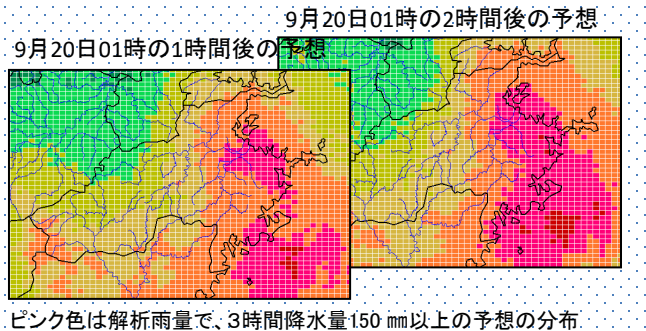 9月20日01時の2時間後の予想
9月20日01時の1時間後の予想
ピンク色は解析雨量で、3時間降水量150 ㎜以上の予想の分布